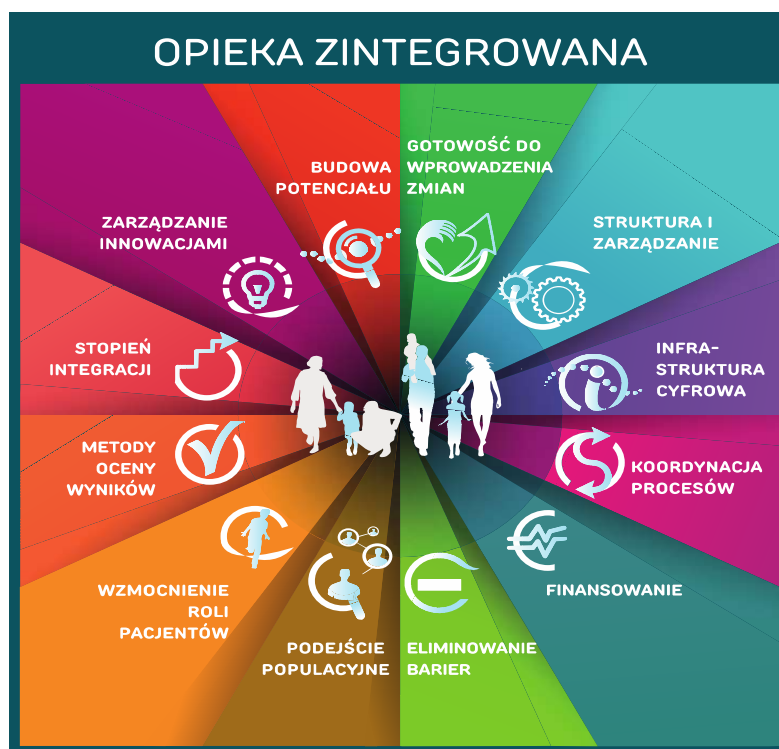 OPIEKA ZINTEGROWANA
GOTOWOŚĆ DO
WPROWADZENIA
ZMIAN
STRUKTURA I
ZARZĄDZANIE
INFRA-
STRUKTURA
CYFROWA
KOORDYNACJA
PROCESÓW
FINANSOWANIE
ELIMINOWANIE
BARIER
PODEJŚCIE
POPULACYJNE
WZMOCNIENIE
ROLI
PACJENTÓW
METODY
OCENY
WYNIKÓW
STOPIEŃ
INTEGRACJI
ZARZĄDZANIE
INNOWACJAMI
BUDOWA
POTENCJAŁU